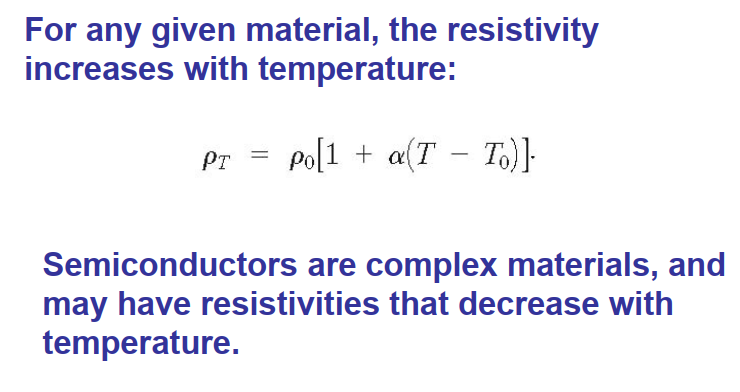 For any given material, the resistivity
increases with temperature:
ρT = ρ0[1 + α(T − T0)].
Semiconductors are complex materials, and
may have resistivities that decrease with
temperature.